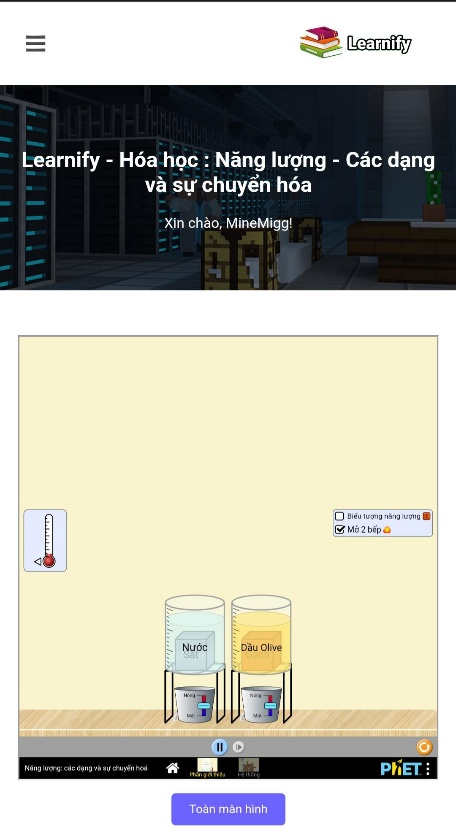 Learnify
Learnify - Hóa học : Năng lượng - Các dạng
và sự chuyển hóa
Xin chào, MineMigg!
Biểu tượng năng lượng
Mở 2 bếp
Nước
Sắt
Dầu Olive
Nóng
Mát
Nóng
Mát
Năng lượng: các dạng và sự chuyển hoá
Phần giới thiệu
Hệ thống
PhET
Toàn màn hình